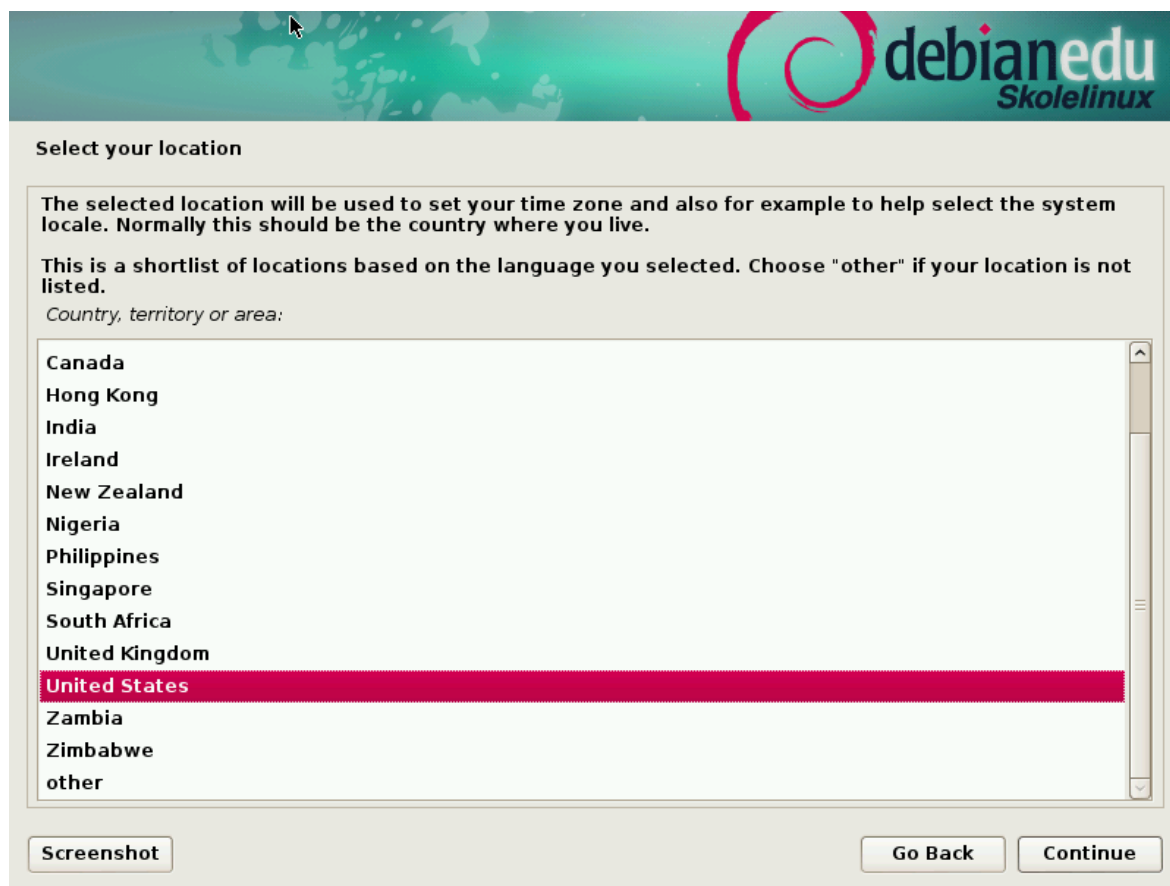 debianedu
Skolelinux
Select your location
The selected location will be used to set your time zone and also for example to help select the system
locale. Normally this should be the country where you live.
This is a shortlist of locations based on the language you selected. Choose "other" if your location is not
listed.
Country, territory or area:
Canada
Hong Kong
India
Ireland
New Zealand
Nigeria
Philippines
Singapore
South Africa
United Kingdom
United States
Zambia
Zimbabwe
other
Screenshot
Go Back
Continue